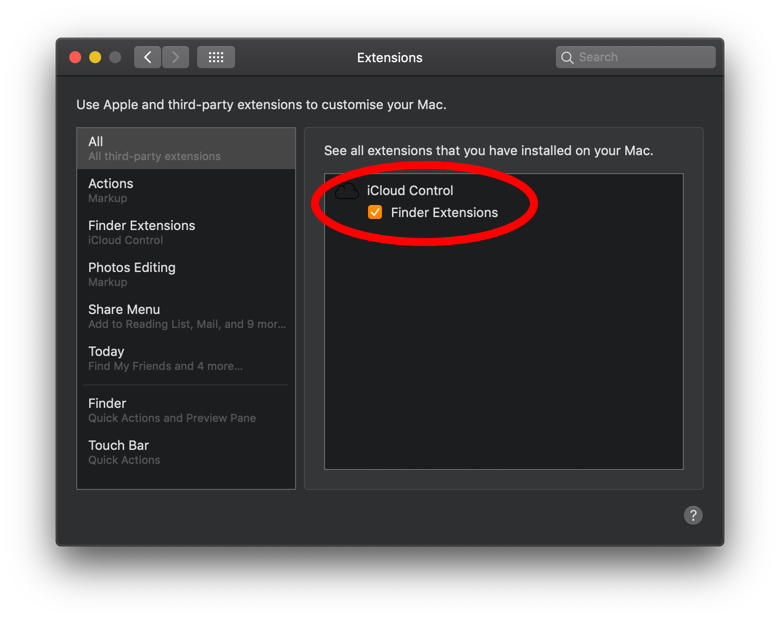 Extensions
Search
Use Apple and third-party extensions to customise your Mac.
All
All third-party extensions
Actions
Markup
Finder Extensions
iCloud Control
Photos Editing
Markup
Share Menu
Add to Reading List, Mail, and 9 mor...
Today
Find My Friends and 4 more...
Finder
Quick Actions and Preview Pane
Touch Bar
Quick Actions
See all extensions that you have installed on your Mac.
iCloud Control
Finder Extensions
?